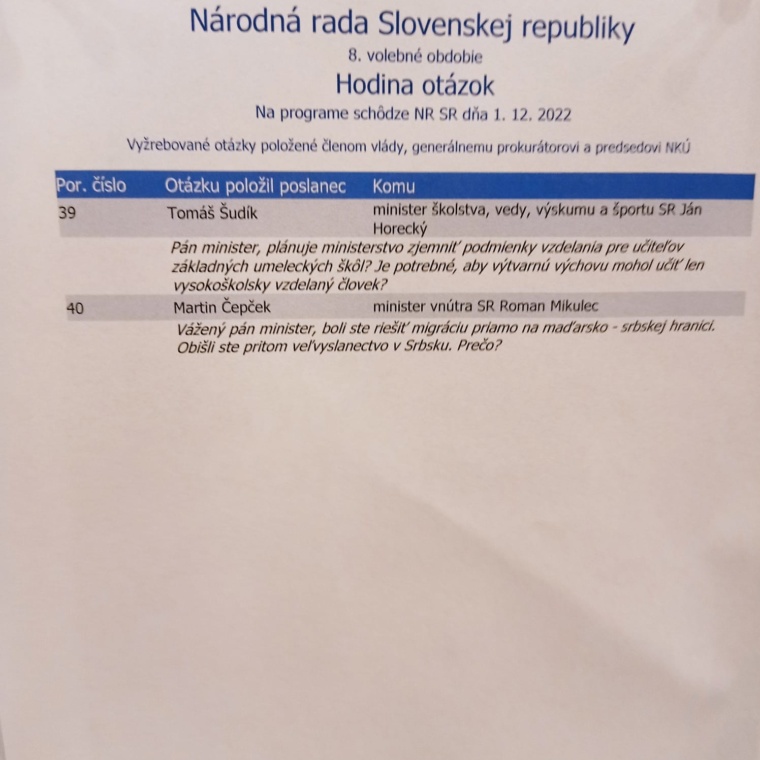 Národná rada Slovenskej republiky
8. volebné obdobie
Hodina otázok
Na programe schôdze NR SR dňa 1. 12. 2022
Vyžrebované otázky položené členom vlády, generálnemu prokurátorovi a predsedovi NKÚ
Por. číslo Otázku položil poslanec Komu
39 Tomáš Šudík minister školstva, vedy, výskumu a športu SR Ján
Horecký
Pán minister, plánuje ministerstvo zjemniť podmienky vzdelania pre učiteľov
základných umeleckých škôl? Je potrebné, aby výtvarnú výchovu mohol učiť len
vysokoškolsky vzdelaný človek?
40 Martin Čepček minister vnútra SR Roman Mikulec
Vážený pán minister, boli ste riešiť migráciu priamo na maďarsko - srbskej hranici.
Obišli ste pritom veľvyslanectvo v Srbsku. Prečo?